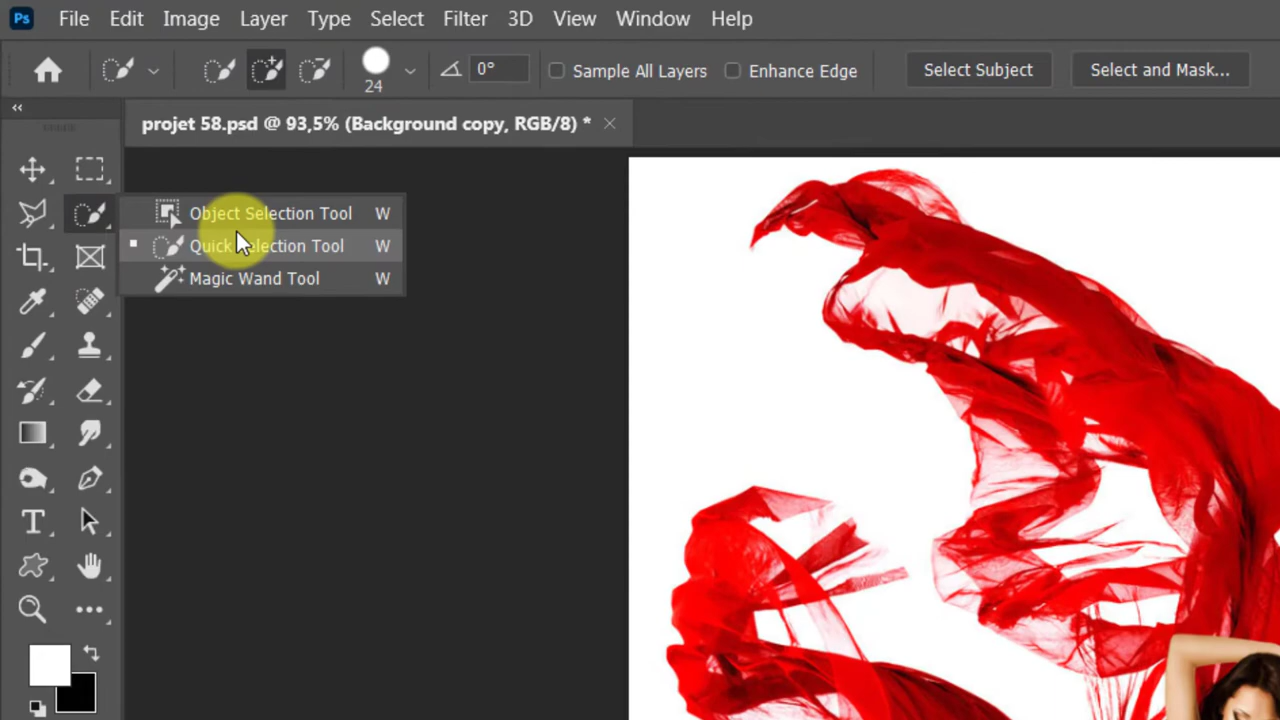 Ps File Edit Image Layer Type Select Filter 3D View Window Help
24 0° Sample All Layers Enhance Edge Select Subject Select and Mask...
projet 58.psd @ 93,5% (Background copy, RGB/8) * ×
Object Selection Tool W
Quick Selection Tool W
Magic Wand Tool W